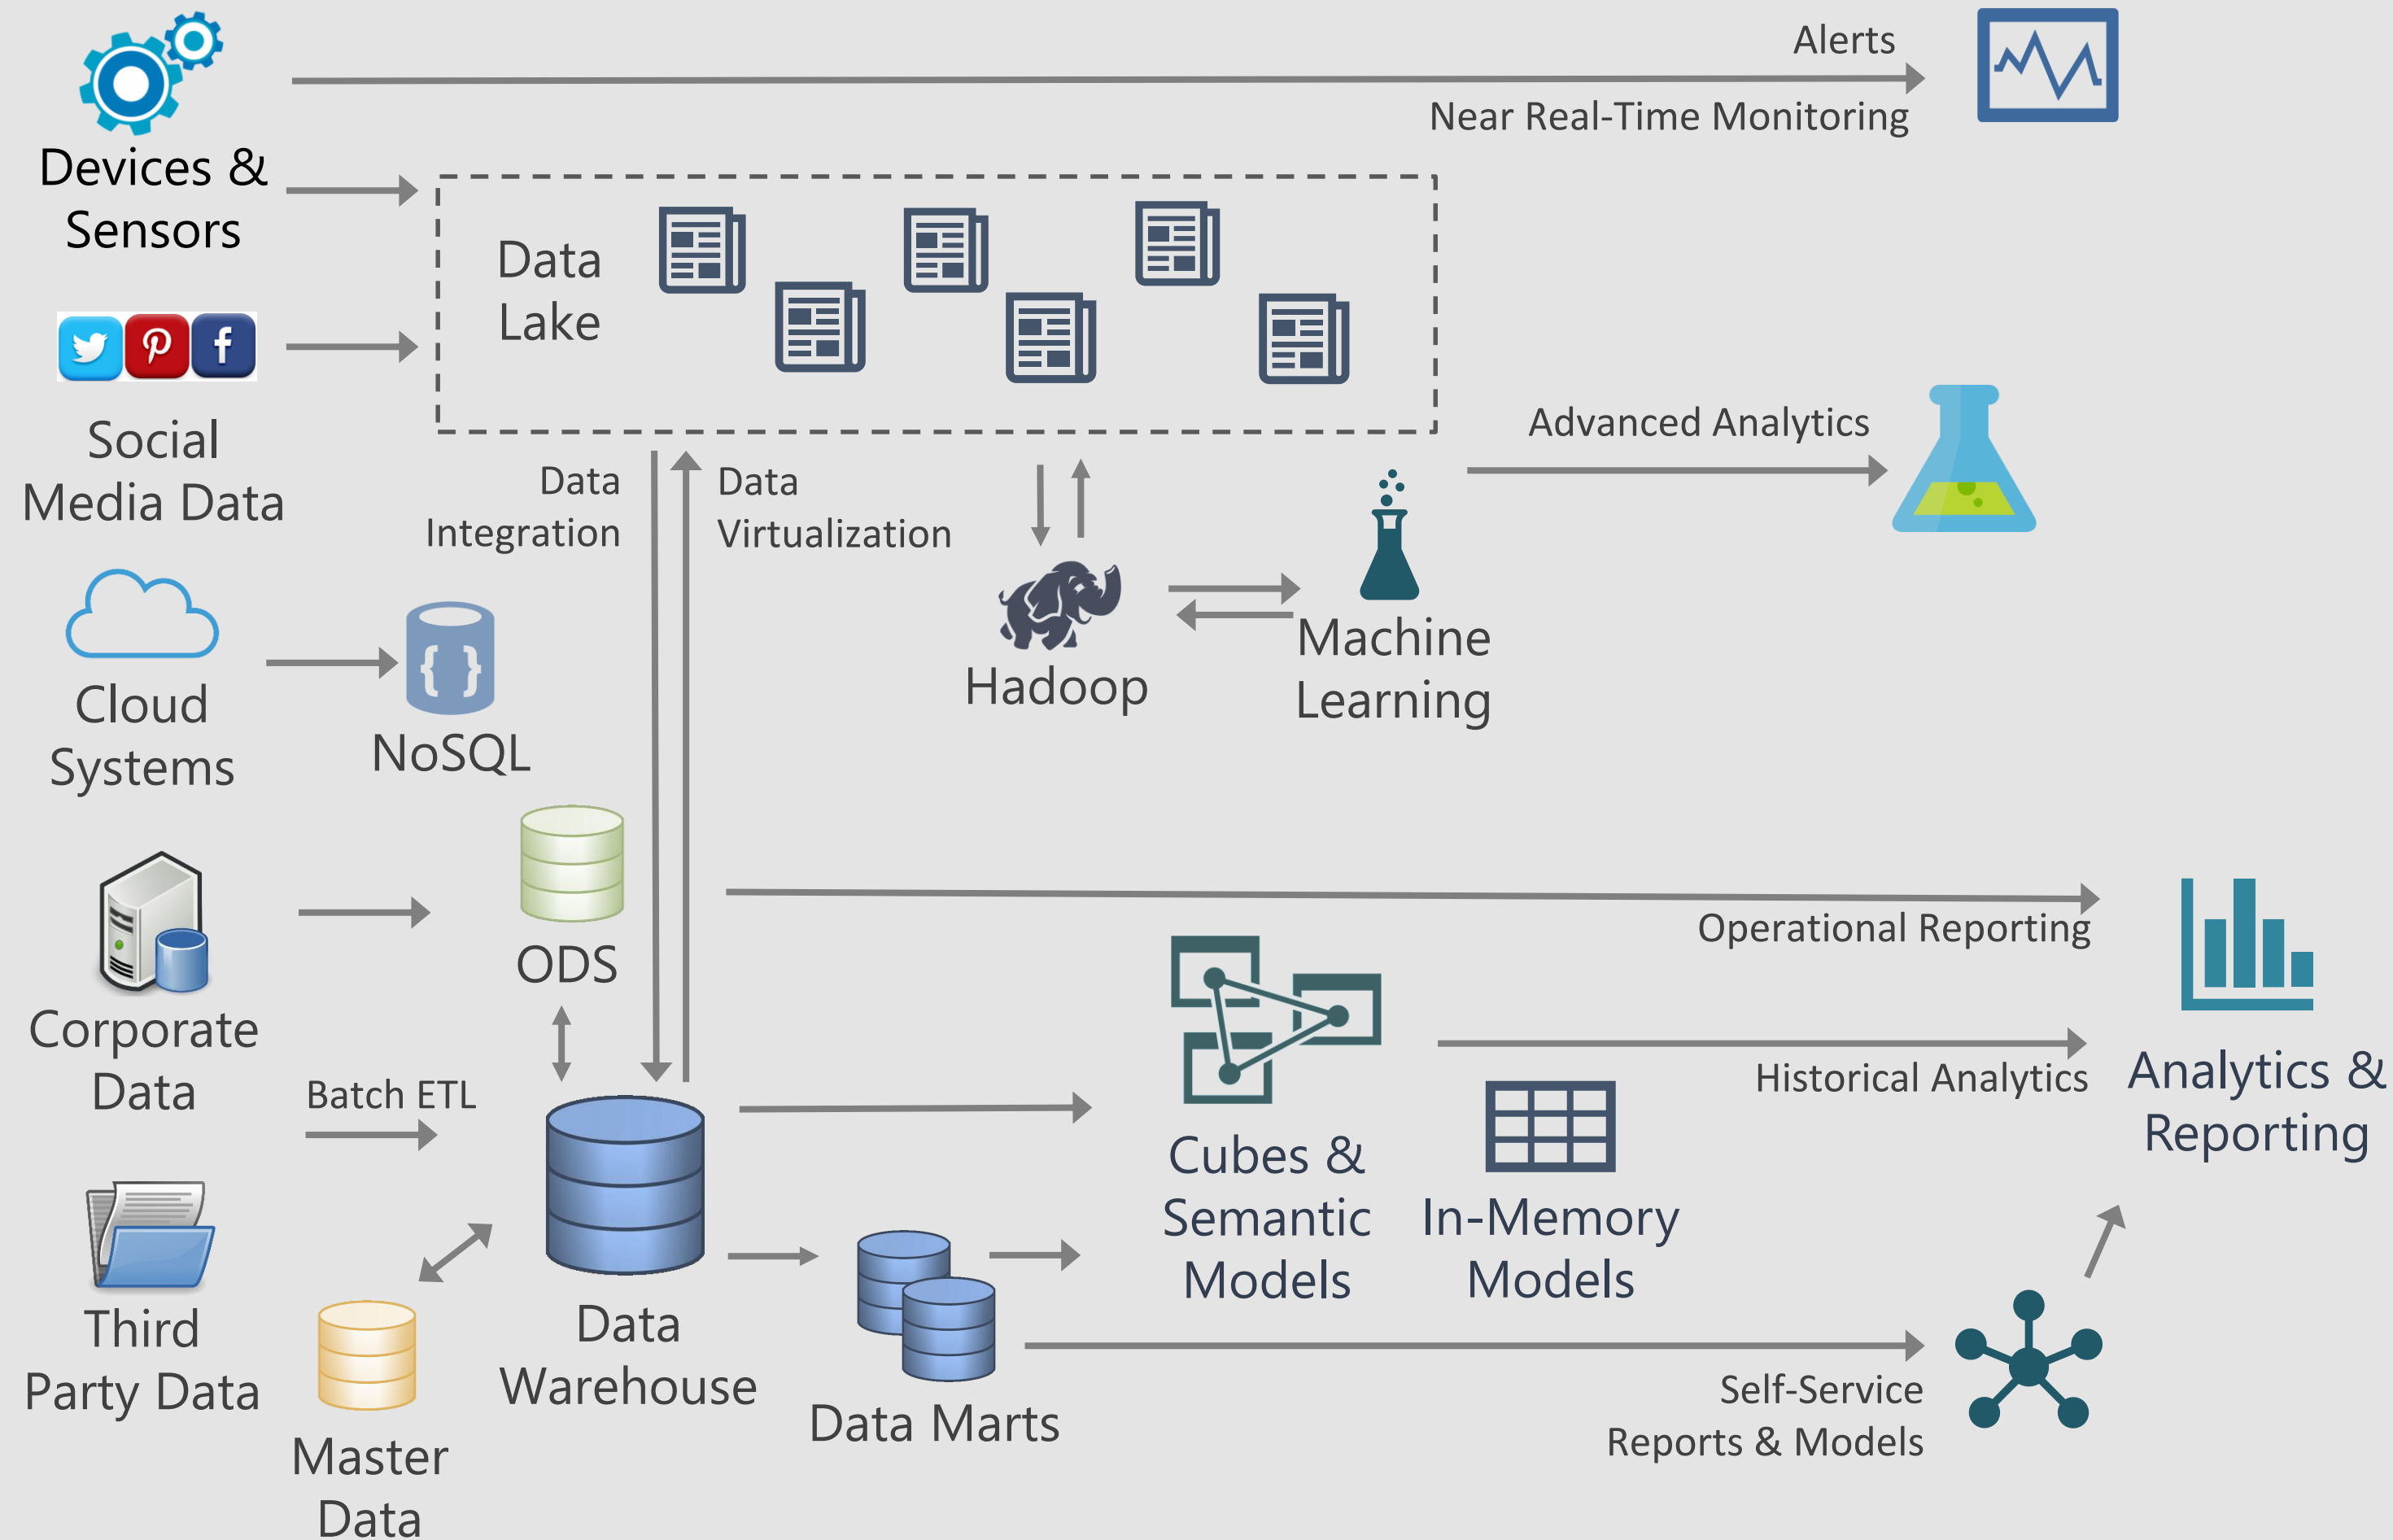 Alerts
Near Real-Time Monitoring
Devices &
Sensors
Data
Lake
Social
Media Data
Advanced Analytics
Data
Integration
Data
Virtualization
Cloud
Systems
{ }
NoSQL
Hadoop
Machine
Learning
ODS
Operational Reporting
Corporate
Data
Batch ETL
Historical Analytics
Analytics &
Reporting
Cubes &
Semantic
Models
In-Memory
Models
Third
Party Data
Master
Data
Data
Warehouse
Data Marts
Self-Service
Reports & Models